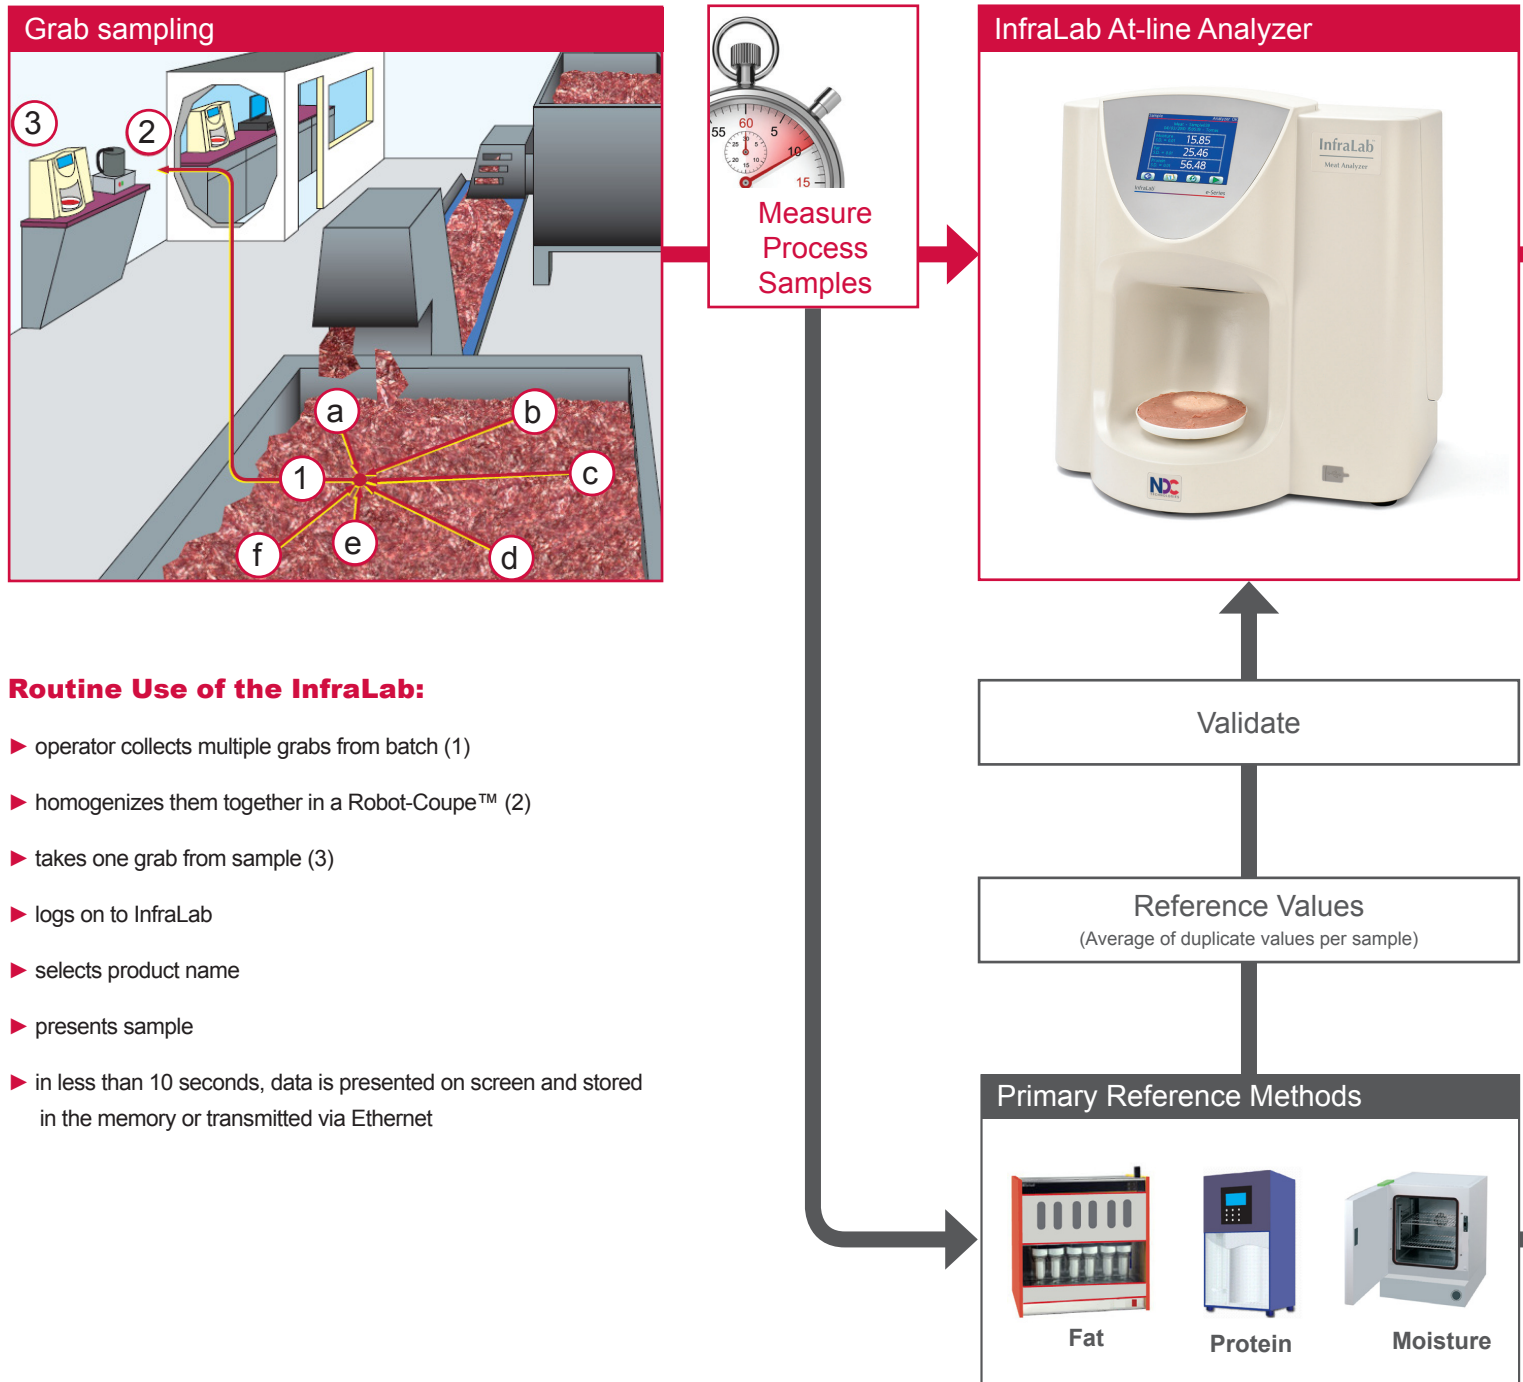 Grab sampling
3
2
a
b
c
1
f
e
d
60
55
5
10
15
Measure
Process
Samples
InfraLab At-line Analyzer
15.85
25.46
56.48
InfraLab
e-Series
InfraLab
Meat Analyzer
NDC
TECHNOLOGIES
Routine Use of the InfraLab:
► operator collects multiple grabs from batch (1)
► homogenizes them together in a Robot-Coupe™ (2)
► takes one grab from sample (3)
► logs on to InfraLab
► selects product name
► presents sample
► in less than 10 seconds, data is presented on screen and stored
in the memory or transmitted via Ethernet
Validate
Reference Values
(Average of duplicate values per sample)
Primary Reference Methods
Fat
Protein
Moisture